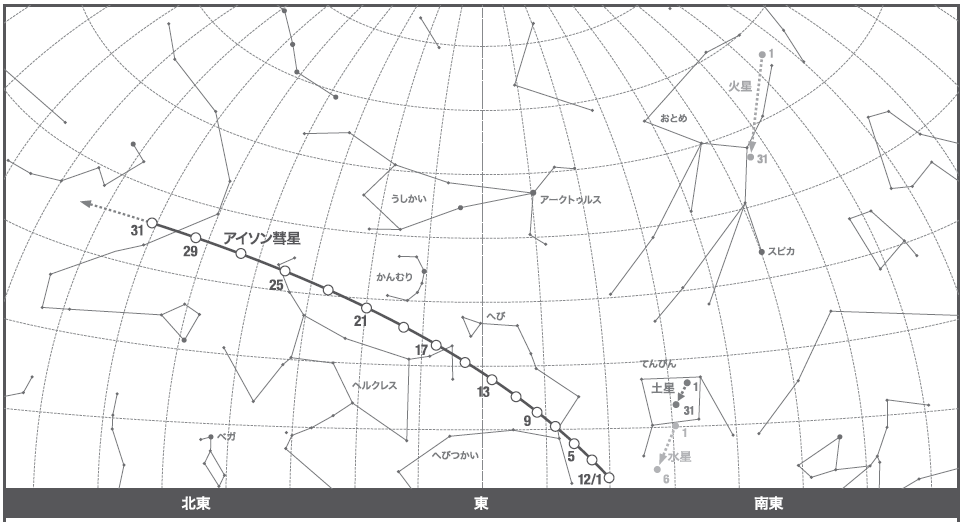 1
火星
おとめ
31
うしかい
アークトゥルス
31
アイソン彗星
29
スピカ
かんむり
25
21
へび
17
てんびん
ヘルクレス
13
土星
1
31
9
1
ベガ
へびつかい
5
水星
12/1
6
北東
東
南東